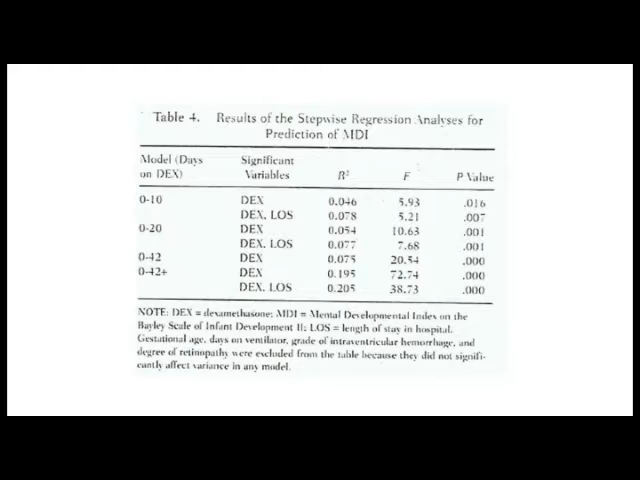 Table 4. Results of the Stepwise Regression Analyses for
Prediction of MDI
Model (Days on DEX) Significant Variables R² F P Value
0-10 DEX 0.046 5.93 .016
DEX, LOS 0.078 5.21 .007
0-20 DEX 0.054 10.63 .001
DEX, LOS 0.077 7.68 .001
0-42 DEX 0.075 20.54 .000
0-42+ DEX 0.195 72.74 .000
DEX, LOS 0.205 38.73 .000
NOTE: DEX = dexamethasone; MDI = Mental Developmental Index on the
Bayley Scale of Infant Development II; LOS = length of stay in hospital.
Gestational age, days on ventilator, grade of intraventricular hemorrhage, and
degree of retinopathy were excluded from the table because they did not signifi-
cantly affect variance in any model.